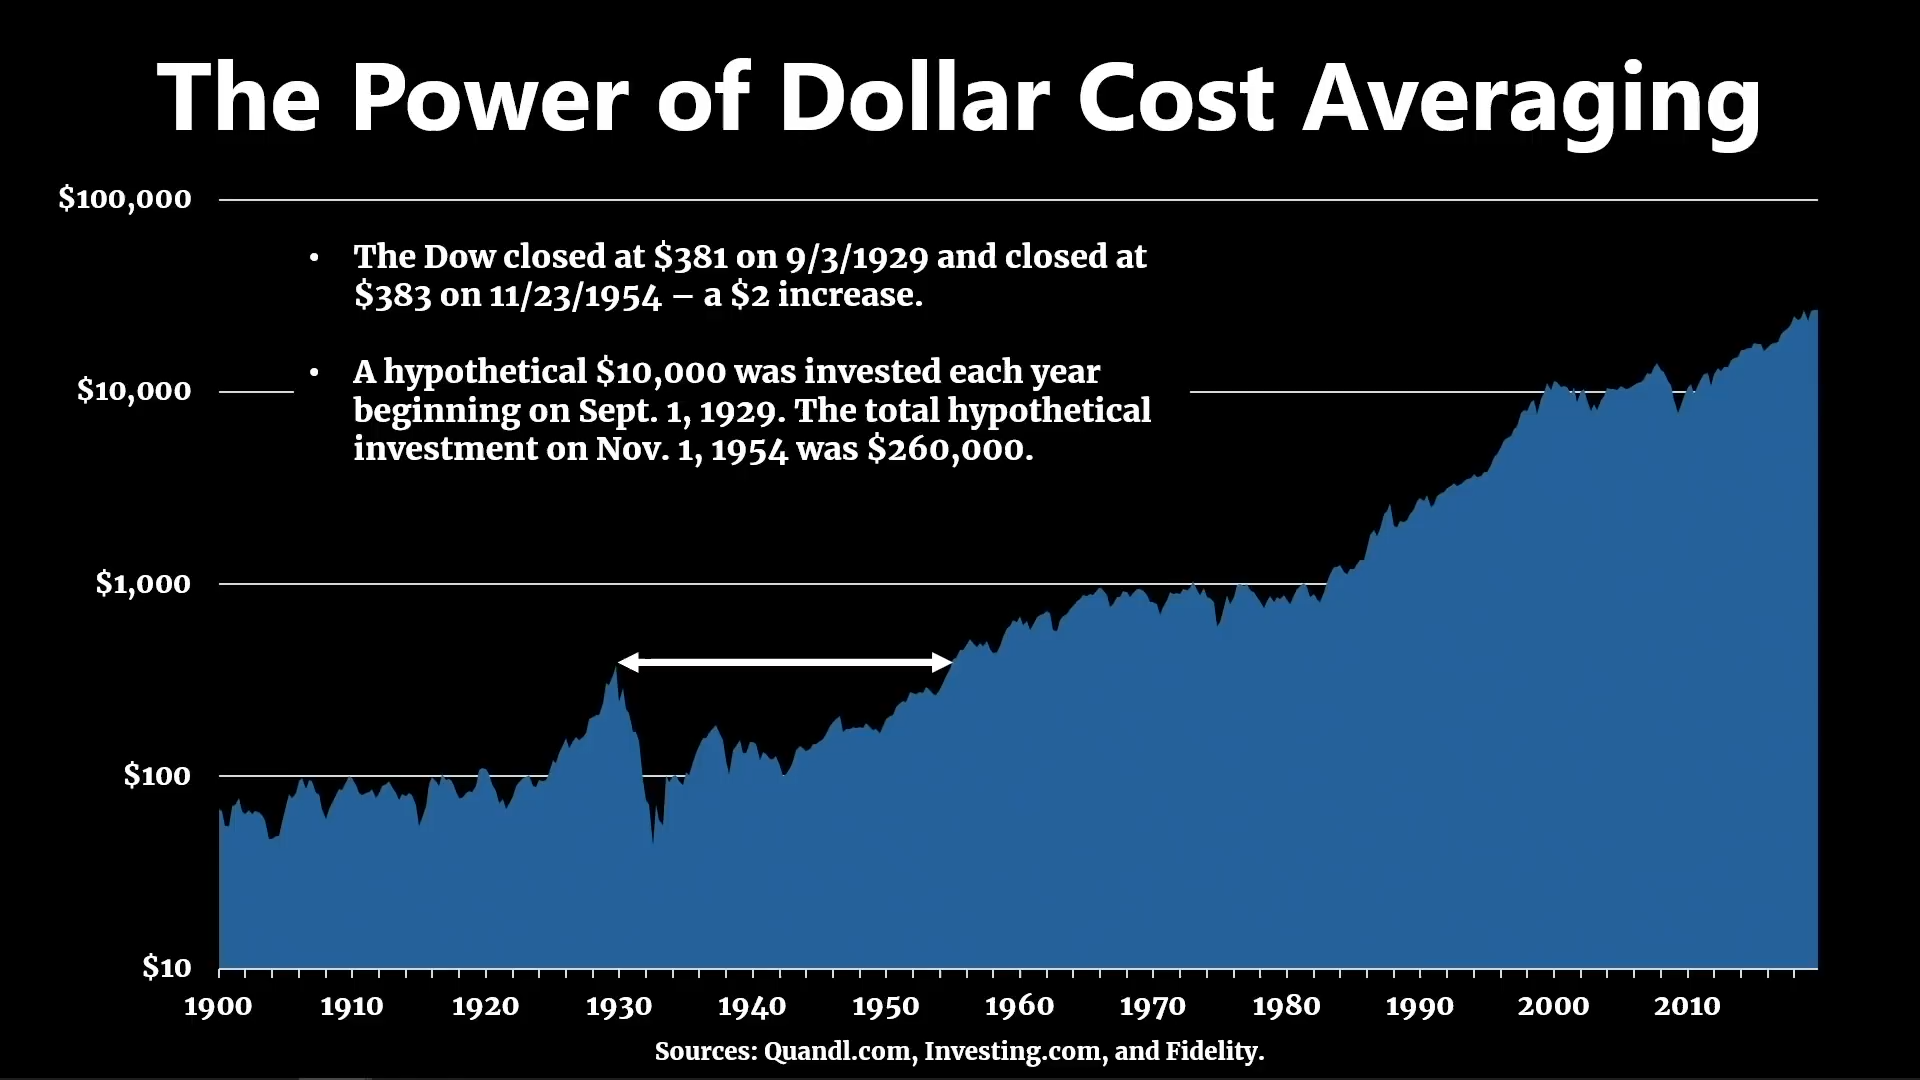 The Power of Dollar Cost Averaging
$100,000
• The Dow closed at $381 on 9/3/1929 and closed at
$383 on 11/23/1954 – a $2 increase.
• A hypothetical $10,000 was invested each year
beginning on Sept. 1, 1929. The total hypothetical
investment on Nov. 1, 1954 was $260,000.
$10,000
$1,000
$100
$10
1900 1910 1920 1930 1940 1950 1960 1970 1980 1990 2000 2010
Sources: Quandl.com, Investing.com, and Fidelity.